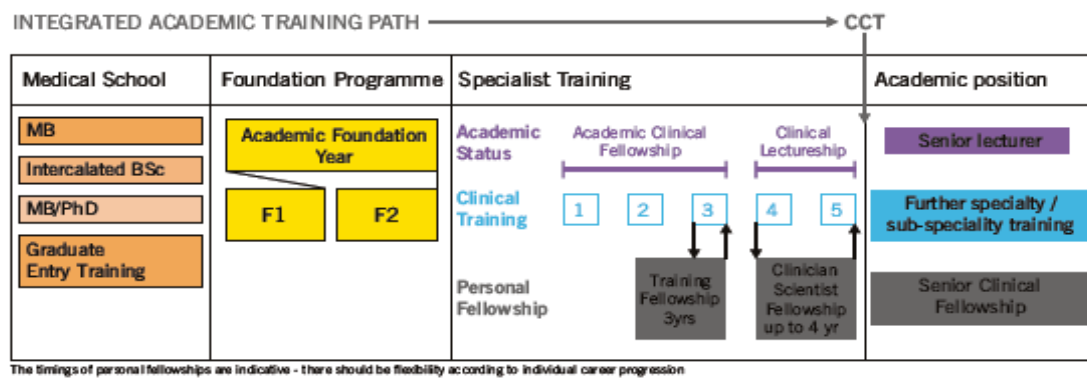 INTEGRATED ACADEMIC TRAINING PATH
CCT
Medical School
Foundation Programme
Specialist Training
Academic position
MB
Intercalated BSc
MB/PhD
Graduate
Entry Training
Academic Foundation
Year
F1
F2
Academic
Status
Academic Clinical
Fellowship
Clinical
Lectureship
Clinical
Training
1
2
3
4
5
Personal
Fellowship
Training
Fellowship
3yrs
Clinician
Scientist
Fellowship
up to 4 yr
Senior lecturer
Further specialty /
sub-speciality training
Senior Clinical
Fellowship
The timings of personal fellowships are indicative - there should be flexibility according to individual career progression